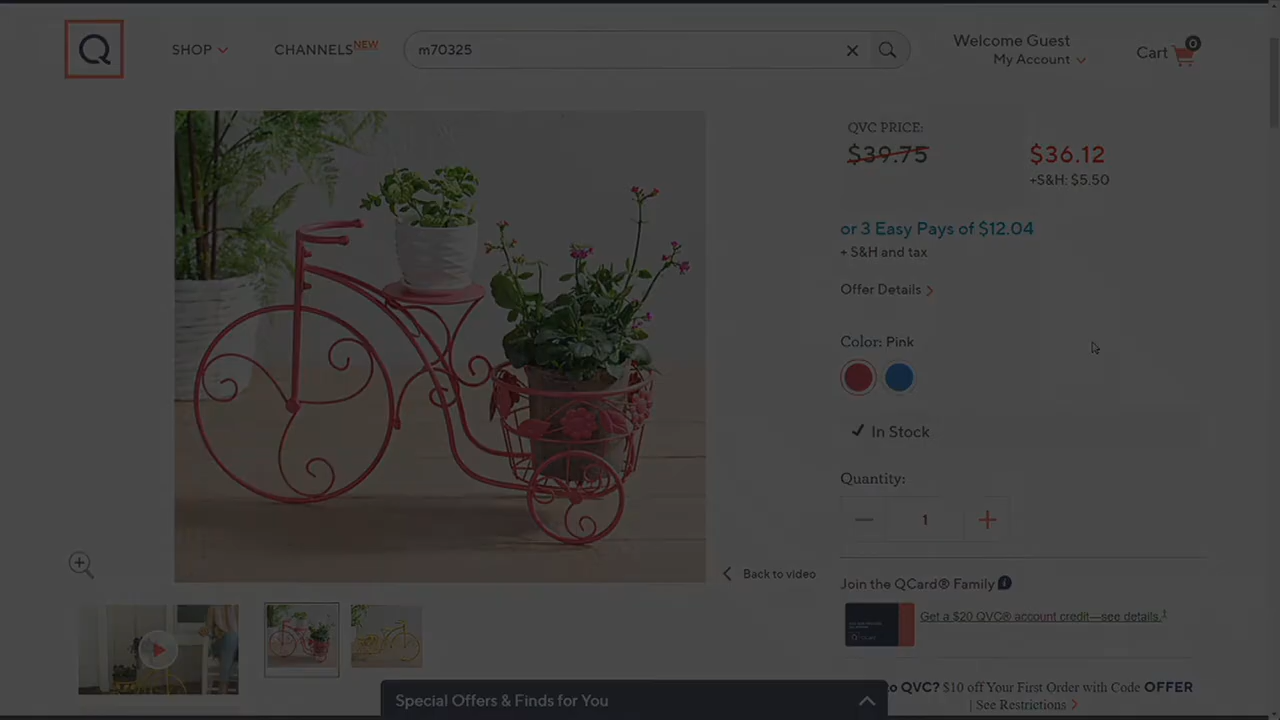 Q
SHOP
CHANNELS NEW
m70325
Welcome Guest
My Account
Cart 0
QVC PRICE:
$39.75
$36.12
+S&H: $5.50
or 3 Easy Pays of $12.04
+ S&H and tax
Offer Details
Color: Pink
In Stock
Quantity:
1
Back to video
Join the QCard® Family i
Get a $20 QVC® account credit—see details.‡
to QVC? $10 off Your First Order with Code OFFER
| See Restrictions
Special Offers & Finds for You